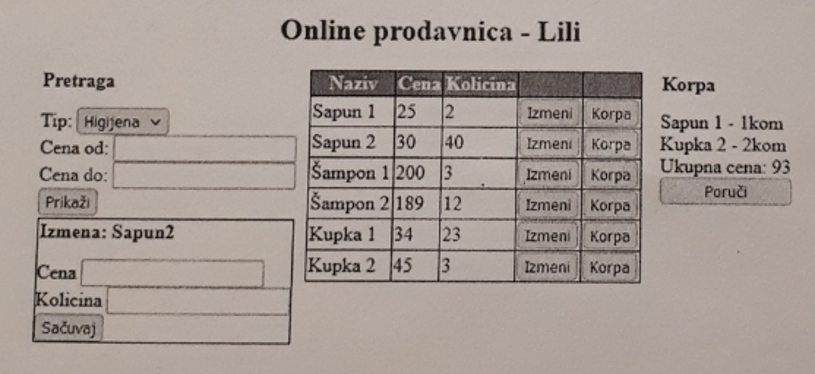 Online prodavnica - Lili
Pretraga
Tip: Higijena
Cena od:
Cena do:
Prikaži
Izmena: Sapun2
Cena
Kolicina
Sačuvaj
Naziv Cena Kolicina
Sapun 1 25 2 Izmeni Korpa
Sapun 2 30 40 Izmeni Korpa
Šampon 1 200 3 Izmeni Korpa
Šampon 2 189 12 Izmeni Korpa
Kupka 1 34 23 Izmeni Korpa
Kupka 2 45 3 Izmeni Korpa
Korpa
Sapun 1 - 1kom
Kupka 2 - 2kom
Ukupna cena: 93
Poruči